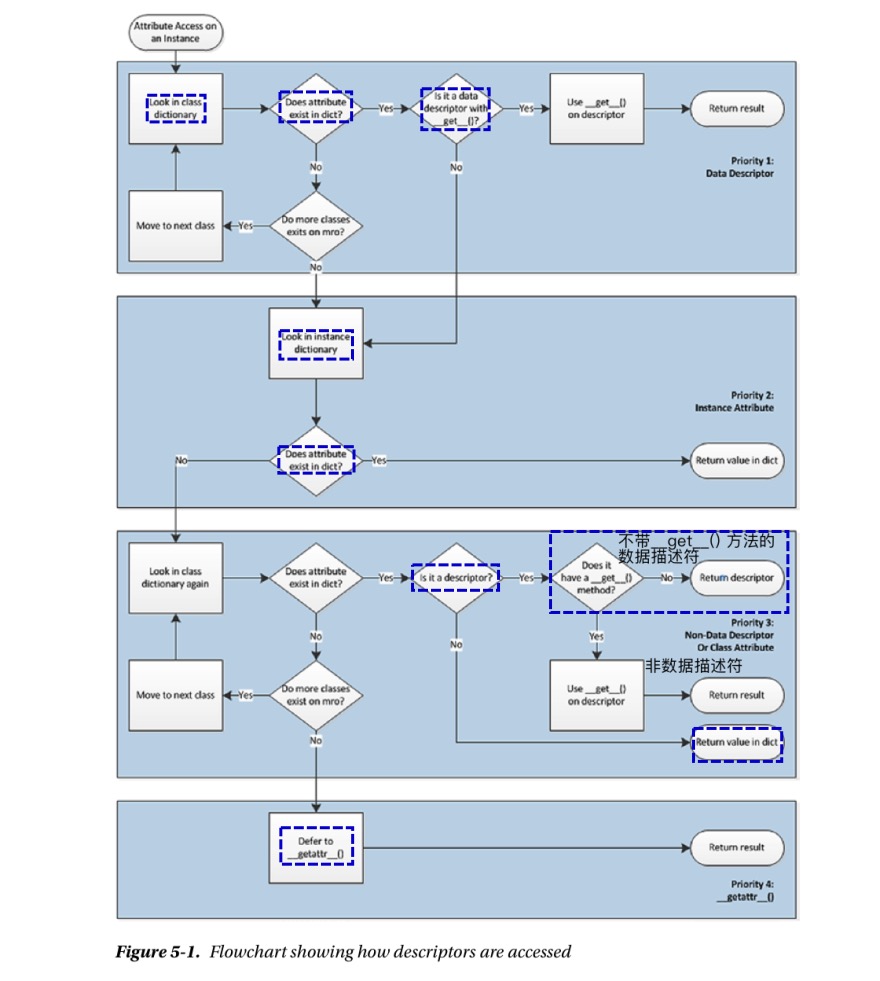 Attribute Access on
an Instance
Look in class
dictionary
Does attribute
exist in dict?
Yes
Is it a data
descriptor with
__get__()?
Yes
Use __get__()
on descriptor
Return result
No
No
Priority 1:
Data Descriptor
Move to next class
Yes
Do more classes
exits on mro?
No
Look in instance
dictionary
Priority 2:
Instance Attribute
No
Does attribute
exist in dict?
Yes
Return value in dict
不带__get__() 方法的
数据描述符
Look in class
dictionary again
Does attribute
exist in dict?
Yes
Is it a descriptor?
Yes
Does it
have a __get__()
method?
No
Return descriptor
Priority 3:
Non-Data Descriptor
Or Class Attribute
No
No
Yes
非数据描述符
Move to next class
Yes
Do more classes
exist on mro?
Use __get__()
on descriptor
Return result
No
Return value in dict
Defer to
__getattr__()
Return result
Priority 4:
__getattr__()
Figure 5-1. Flowchart showing how descriptors are accessed